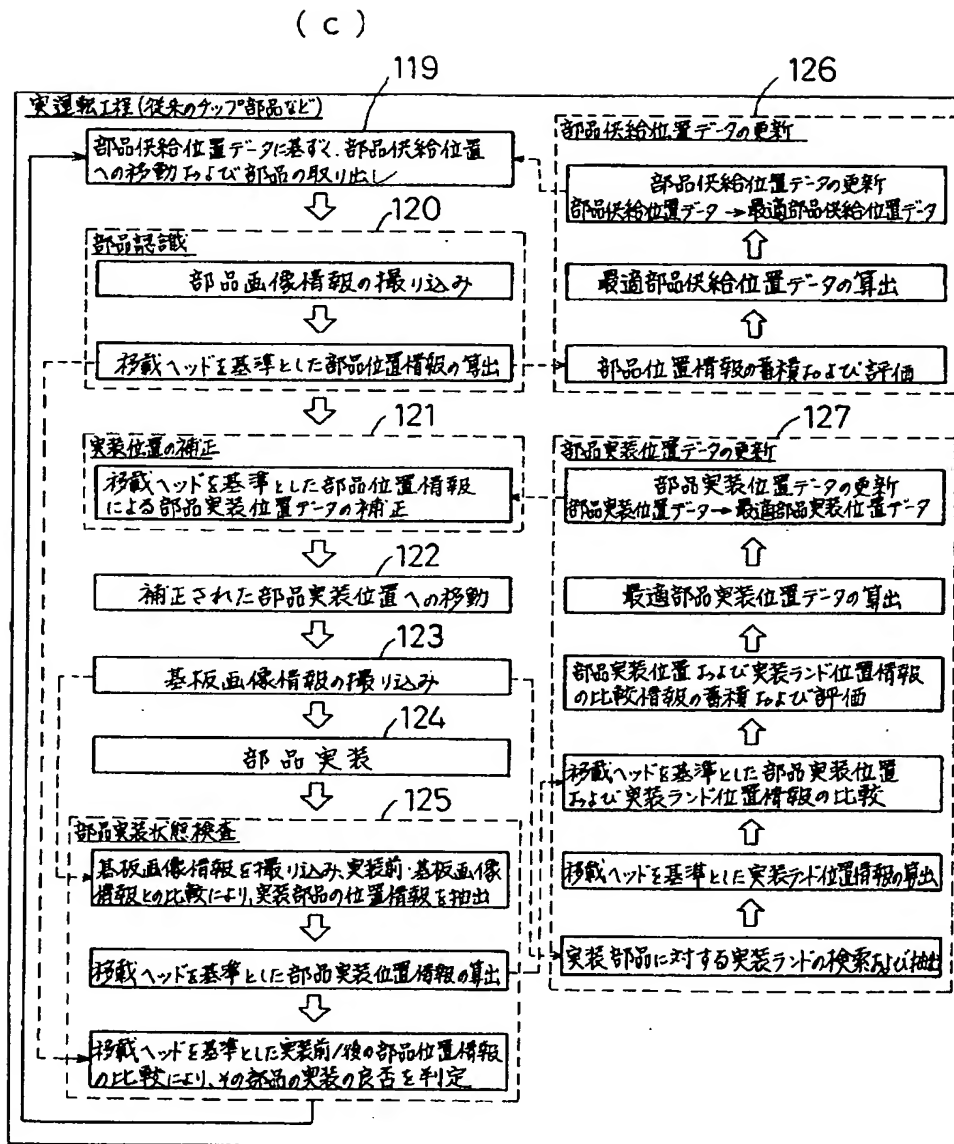 (c)
119
126
実運転工程(従来のチップ部品など)
部品供給位置データに基ずく、部品供給位置
への移動および部品の取り出し
120
部品認識
部品画像情報の撮り込み
移載ヘッドを基準とした部品位置情報の算出
121
実装位置の補正
移載ヘッドを基準とした部品位置情報
による部品実装位置データの補正
122
補正された部品実装位置への移動
123
基板画像情報の撮り込み
124
部品実装
125
部品実装状態検査
基板画像情報を撮り込み、実装前・基板画像
情報との比較により、実装部品の位置情報を抽出
移載ヘッドを基準とした部品実装位置情報の算出
移載ヘッドを基準とした実装前/後の部品位置情報
の比較により、その部品の実装の良否を判定
部品供給位置データの更新
部品供給位置データの更新
部品供給位置データ→最適部品供給位置データ
最適部品供給位置データの算出
部品位置情報の蓄積および評価
127
部品実装位置データの更新
部品実装位置データの更新
部品実装位置データ→最適部品実装位置データ
最適部品実装位置データの算出
部品実装位置および実装ランド位置情報
の比較情報の蓄積および評価
移載ヘッドを基準とした部品実装位置
および実装ランド位置情報の比較
移載ヘッドを基準とした実装ランド位置情報の算出
実装部品に対する実装ランドの検索および抽出